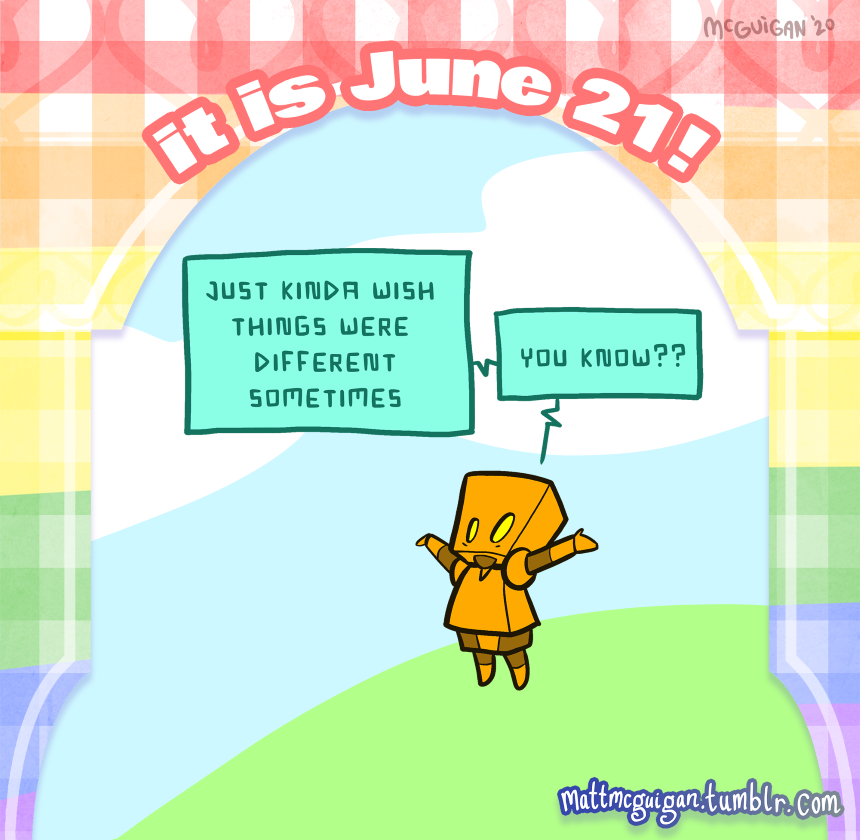 McGUiGAN '20
it is June 21!
JUST KINDA WISH
THINGS WERE
DIFFERENT
SOMETIMES
YOU KNOW??
mattmcguigan.tumblr.com